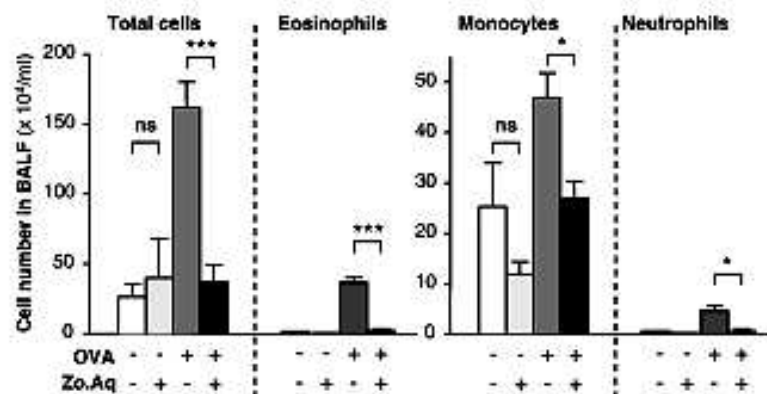 Total cells Eosinophils Monocytes Neutrophils
Cell number in BALF (x 10⁴/ml)
200
150
100
50
0
ns
***
***
50
40
30
20
10
0
ns
*
*
OVA - - + + - - + + - - + + - - + +
Zo.Aq - + - + - + - + - + - + - + - +